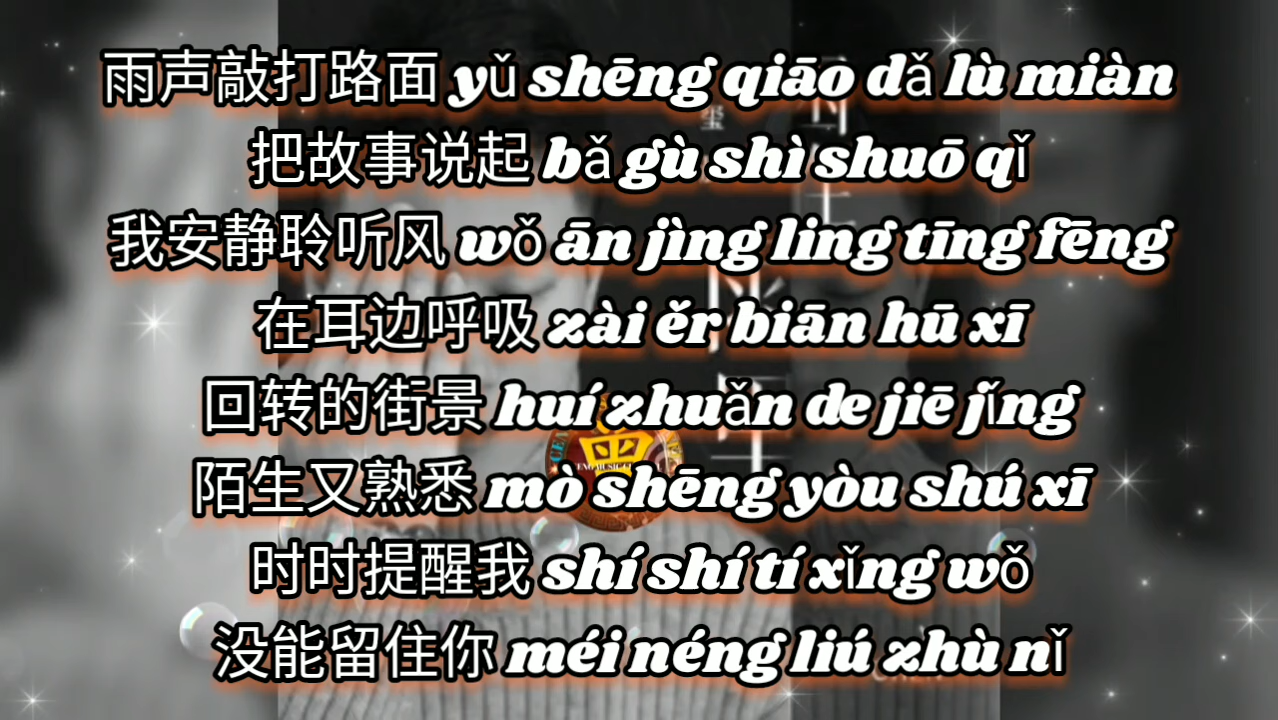 雨声敲打路面 yǔ shēng qiāo dǎ lù miàn
把故事说起 bǎ gù shì shuō qǐ
我安静聆听风 wǒ ān jìng ling tīng fēng
在耳边呼吸 zài ěr biān hū xī
回转的街景 huí zhuǎn de jiē jǐng
陌生又熟悉 mò shēng yòu shú xī
时时提醒我 shí shí tí xǐng wǒ
没能留住你 méi néng liú zhù nǐ